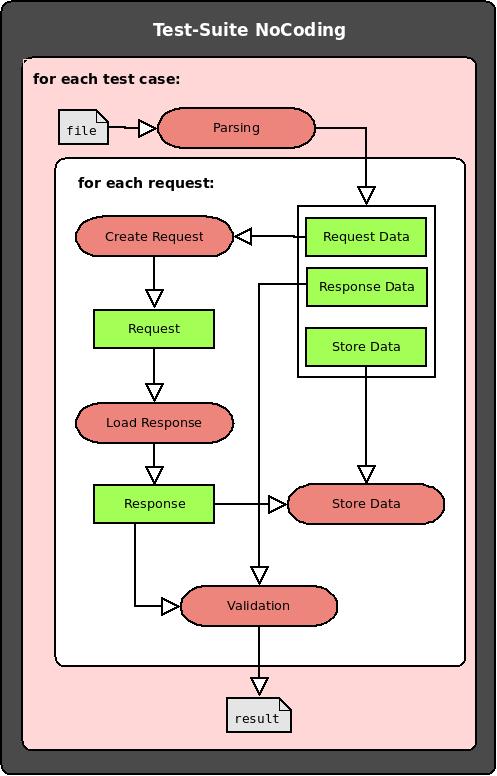 Test-Suite NoCoding
for each test case:
file
Parsing
for each request:
Create Request
Request Data
Response Data
Request
Store Data
Load Response
Response
Store Data
Validation
result